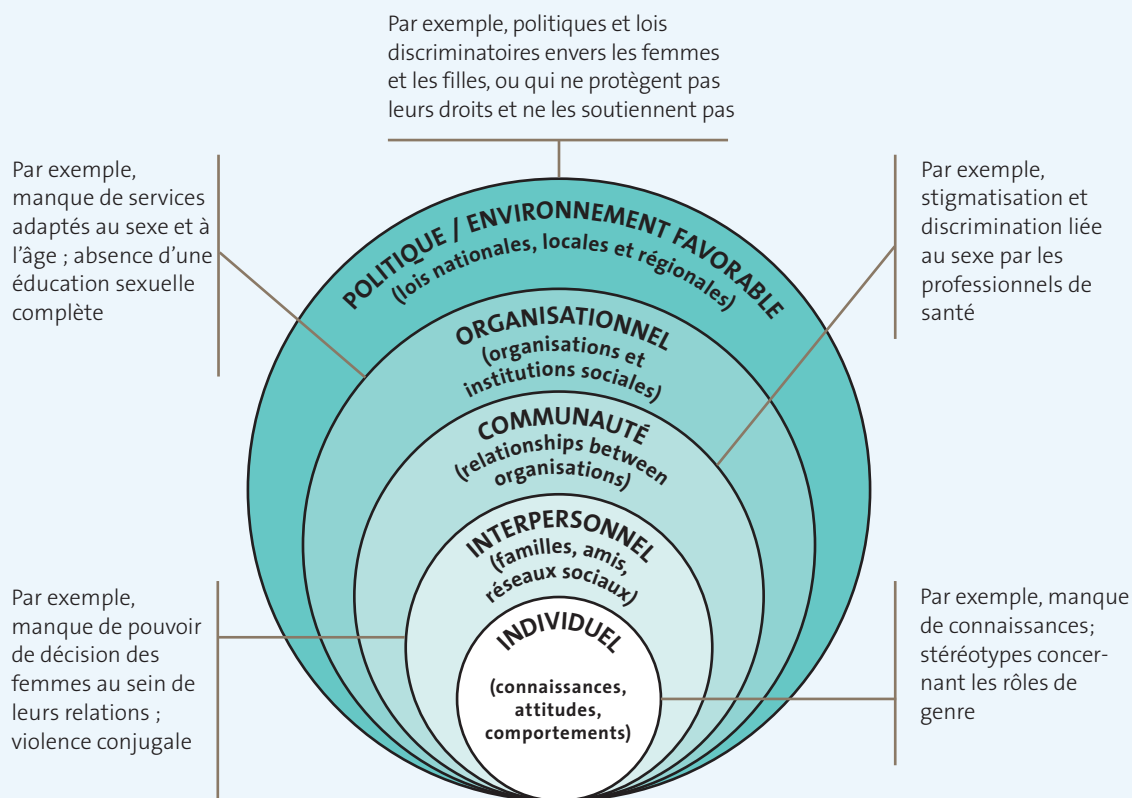 Par exemple, politiques et lois
discriminatoires envers les femmes
et les filles, ou qui ne protègent pas
leurs droits et ne les soutiennent pas
Par exemple,
manque de services
adaptés au sexe et à
l’âge ; absence d’une
éducation sexuelle
complète
Par exemple,
stigmatisation et
discrimination liée
au sexe par les
professionnels de
santé
POLITIQUE / ENVIRONNEMENT FAVORABLE
(lois nationales, locales et régionales)
ORGANISATIONNEL
(organisations et
institutions sociales)
COMMUNAUTÉ
(relationships between
organisations)
INTERPERSONNEL
(familles, amis,
réseaux sociaux)
INDIVIDUEL
(connaissances,
attitudes,
comportements)
Par exemple,
manque de pouvoir
de décision des
femmes au sein de
leurs relations ;
violence conjugale
Par exemple, manque
de connaissances;
stéréotypes concer-
nant les rôles de
genre